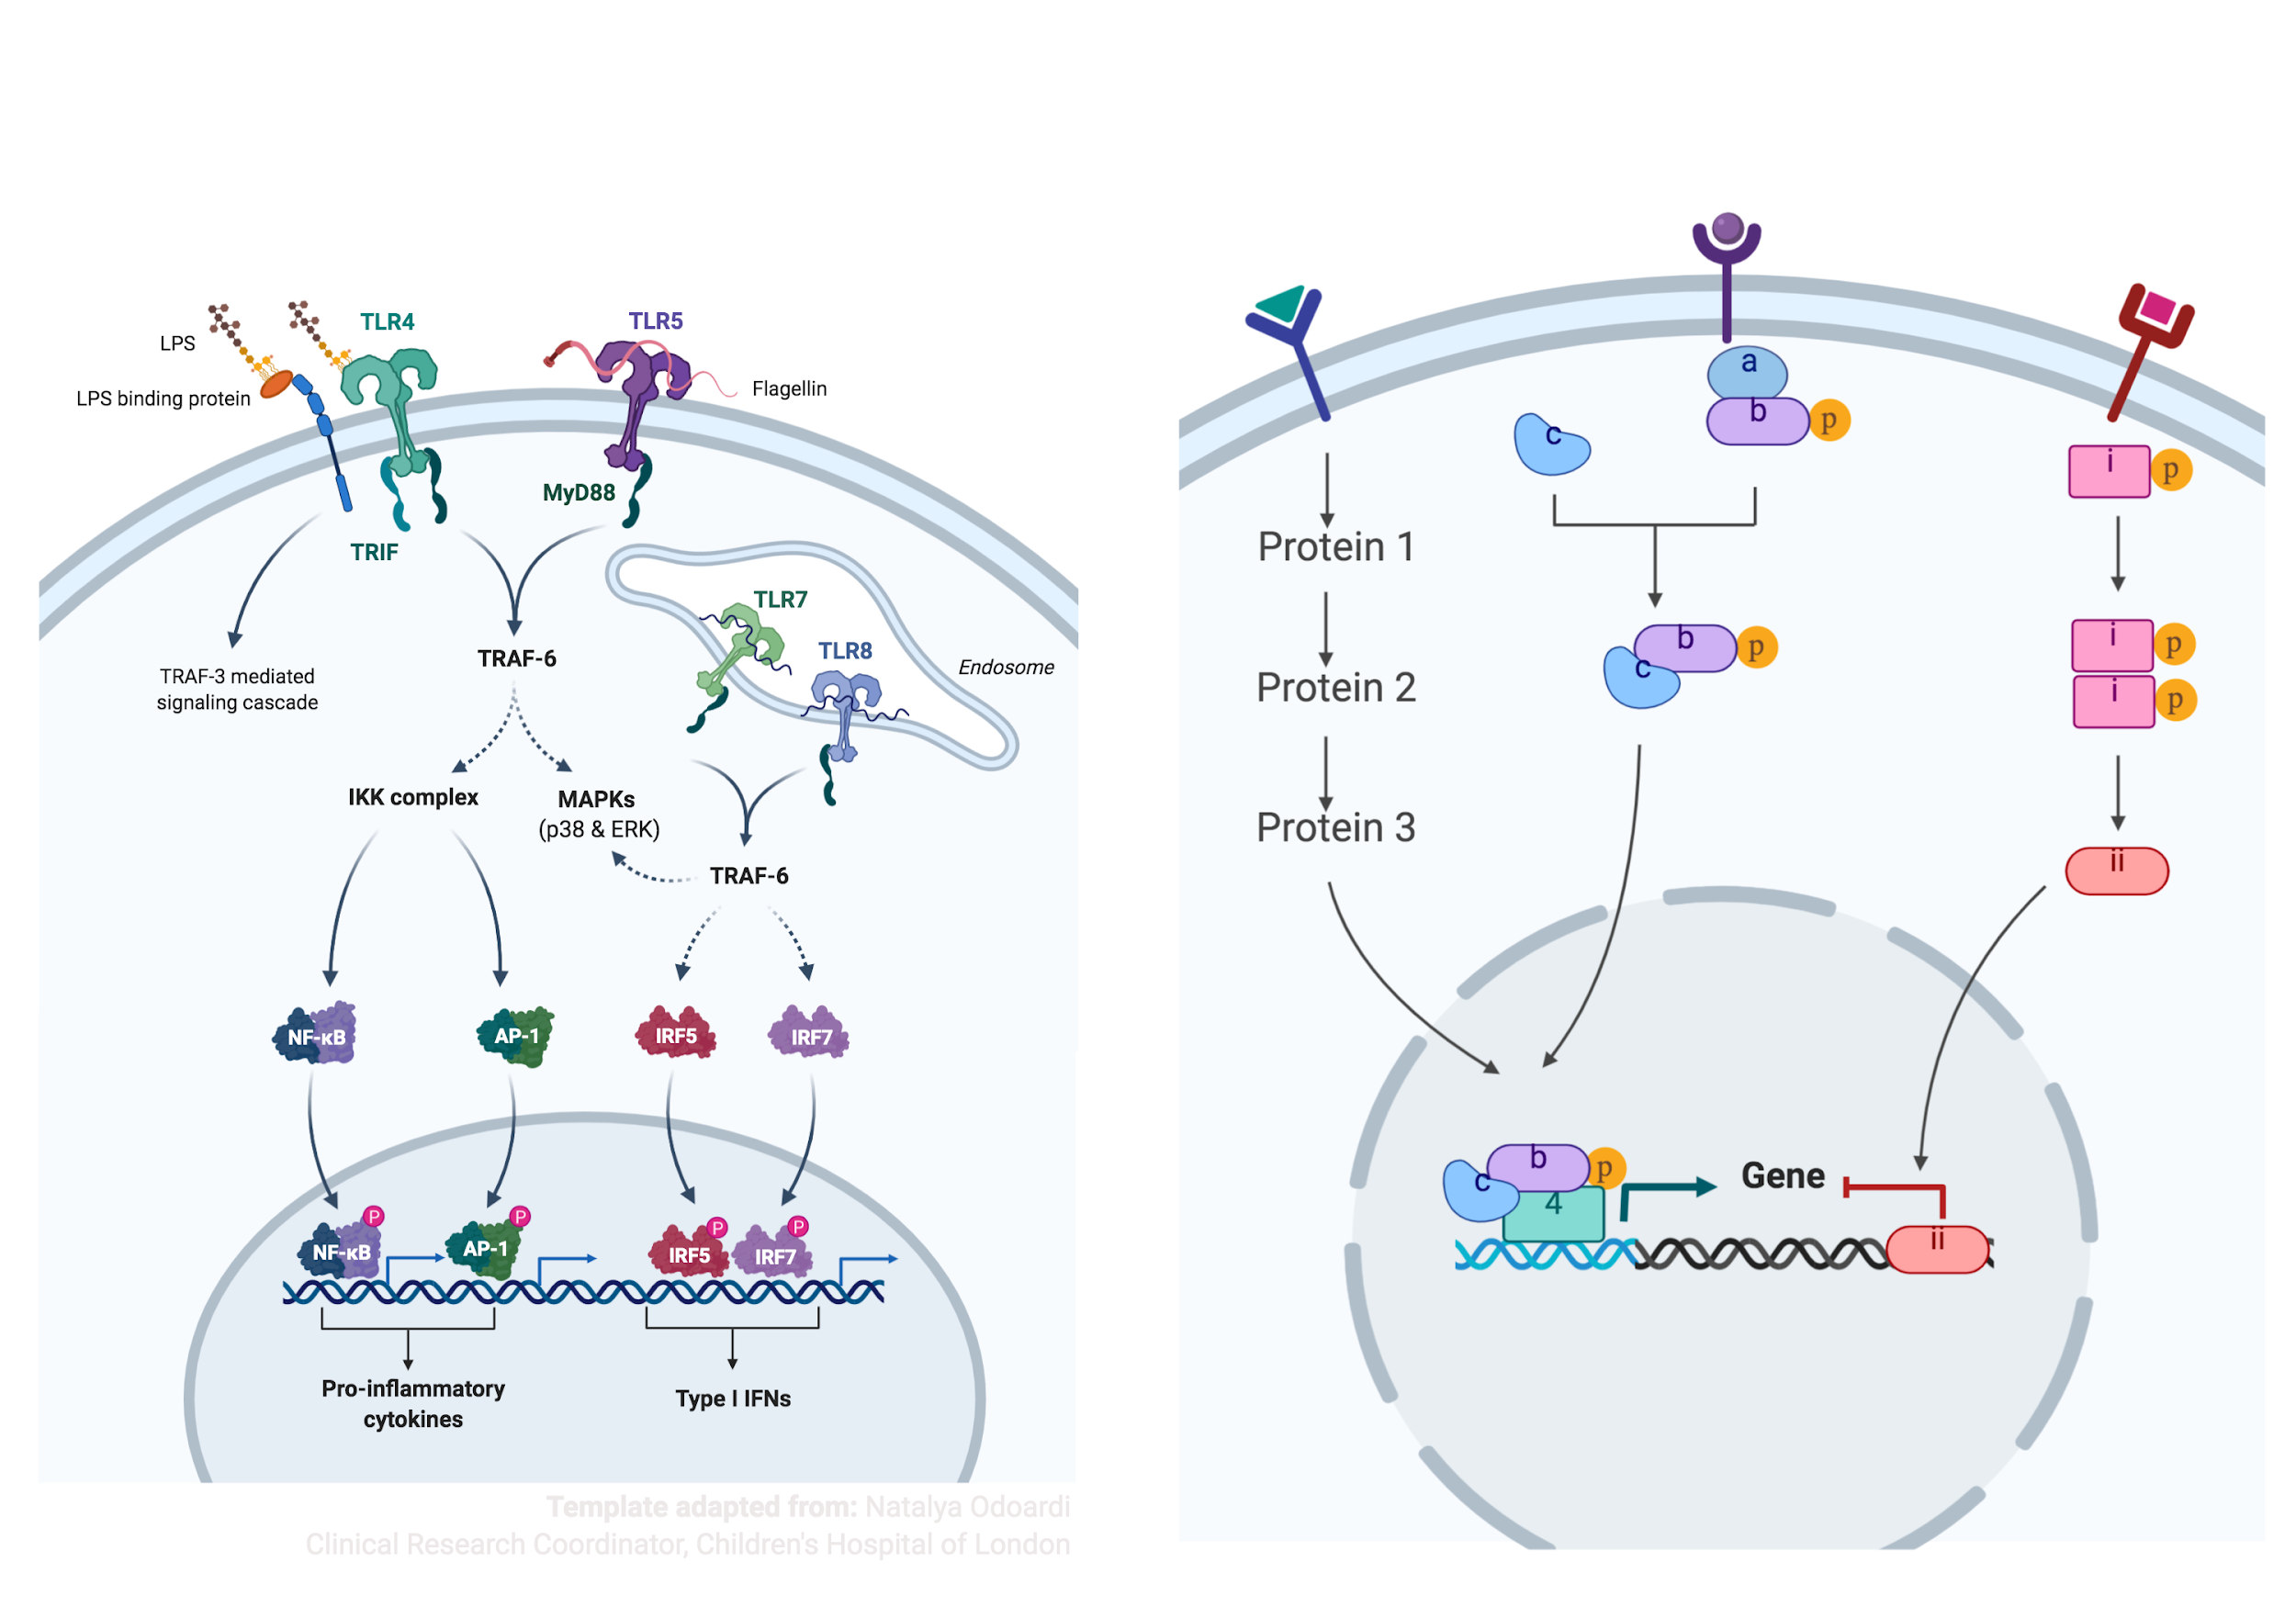 TLR4
TLR5
LPS
LPS binding protein
Flagellin
MyD88
TRIF
TLR7
TLR8
Endosome
TRAF-3 mediated
signaling cascade
TRAF-6
IKK complex
MAPKs
(p38 & ERK)
TRAF-6
NF-κB
AP-1
IRF5
IRF7
P
P
P
P
NF-κB
AP-1
IRF5
IRF7
Pro-inflammatory
cytokines
Type I IFNs
Template adapted from: Natalya Odoardi
Clinical Research Coordinator, Children's Hospital of London
Protein 1
Protein 2
Protein 3
a
b
p
c
b
p
c
i
p
i
p
i
p
ii
b
p
c
4
Gene
ii